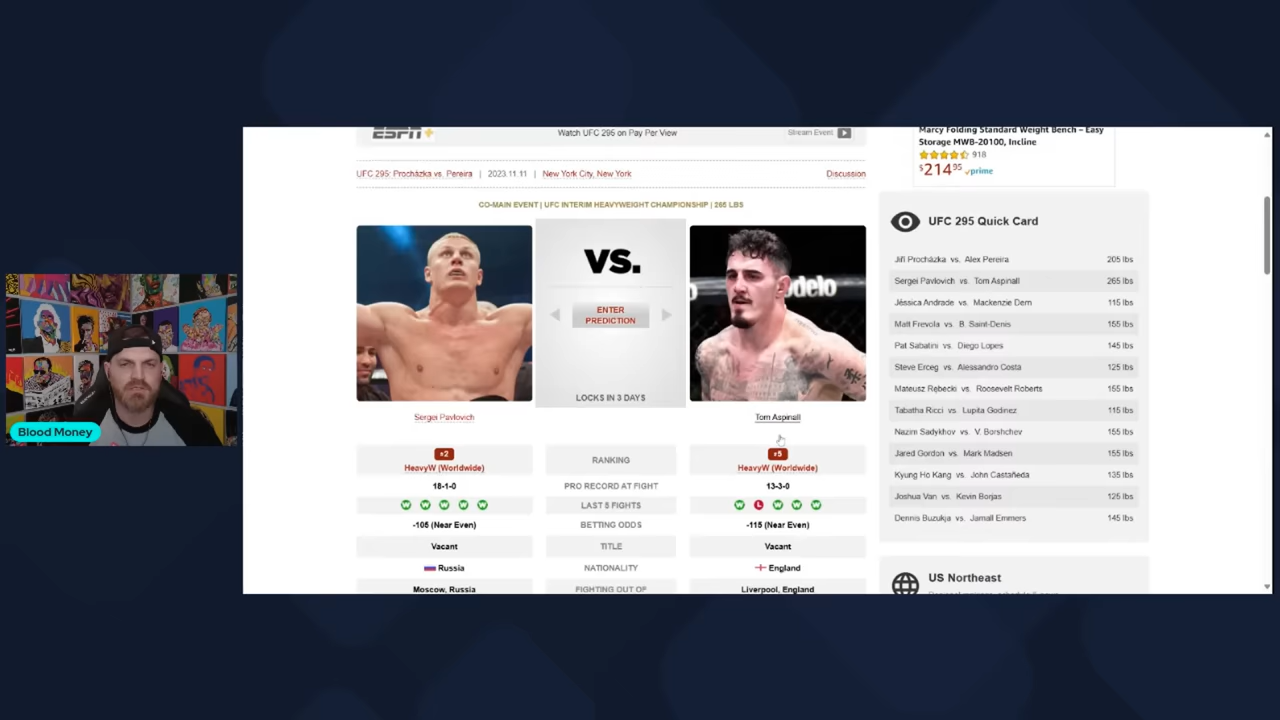 ESPN+
Watch UFC 295 on Pay Per View
Stream Event
UFC 295: Procházka vs. Pereira | 2023.11.11 | New York City, New York
Discussion
CO-MAIN EVENT | UFC INTERIM HEAVYWEIGHT CHAMPIONSHIP | 265 LBS
VS.
ENTER
PREDICTION
LOCKS IN 3 DAYS
Sergei Pavlovich
Tom Aspinall
#2 RANKING #5
HeavyW (Worldwide) HeavyW (Worldwide)
18-1-0 PRO RECORD AT FIGHT 13-3-0
W W W W W LAST 5 FIGHTS W L W W W
-105 (Near Even) BETTING ODDS -115 (Near Even)
Vacant TITLE Vacant
Russia NATIONALITY England
Moscow, Russia FIGHTING OUT OF Liverpool, England
Marcy Folding Standard Weight Bench – Easy
Storage MWB-20100, Incline
918
$214.95 prime
UFC 295 Quick Card
Jiří Procházka vs. Alex Pereira 205 lbs
Sergei Pavlovich vs. Tom Aspinall 265 lbs
Jéssica Andrade vs. Mackenzie Dern 115 lbs
Matt Frevola vs. B. Saint-Denis 155 lbs
Pat Sabatini vs. Diego Lopes 145 lbs
Steve Erceg vs. Alessandro Costa 125 lbs
Mateusz Rębecki vs. Roosevelt Roberts 155 lbs
Tabatha Ricci vs. Lupita Godinez 115 lbs
Nazim Sadykhov vs. V. Borshchev 155 lbs
Jared Gordon vs. Mark Madsen 155 lbs
Kyung Ho Kang vs. John Castañeda 135 lbs
Joshua Van vs. Kevin Borjas 125 lbs
Dennis Buzukja vs. Jamall Emmers 145 lbs
US Northeast
Blood Money